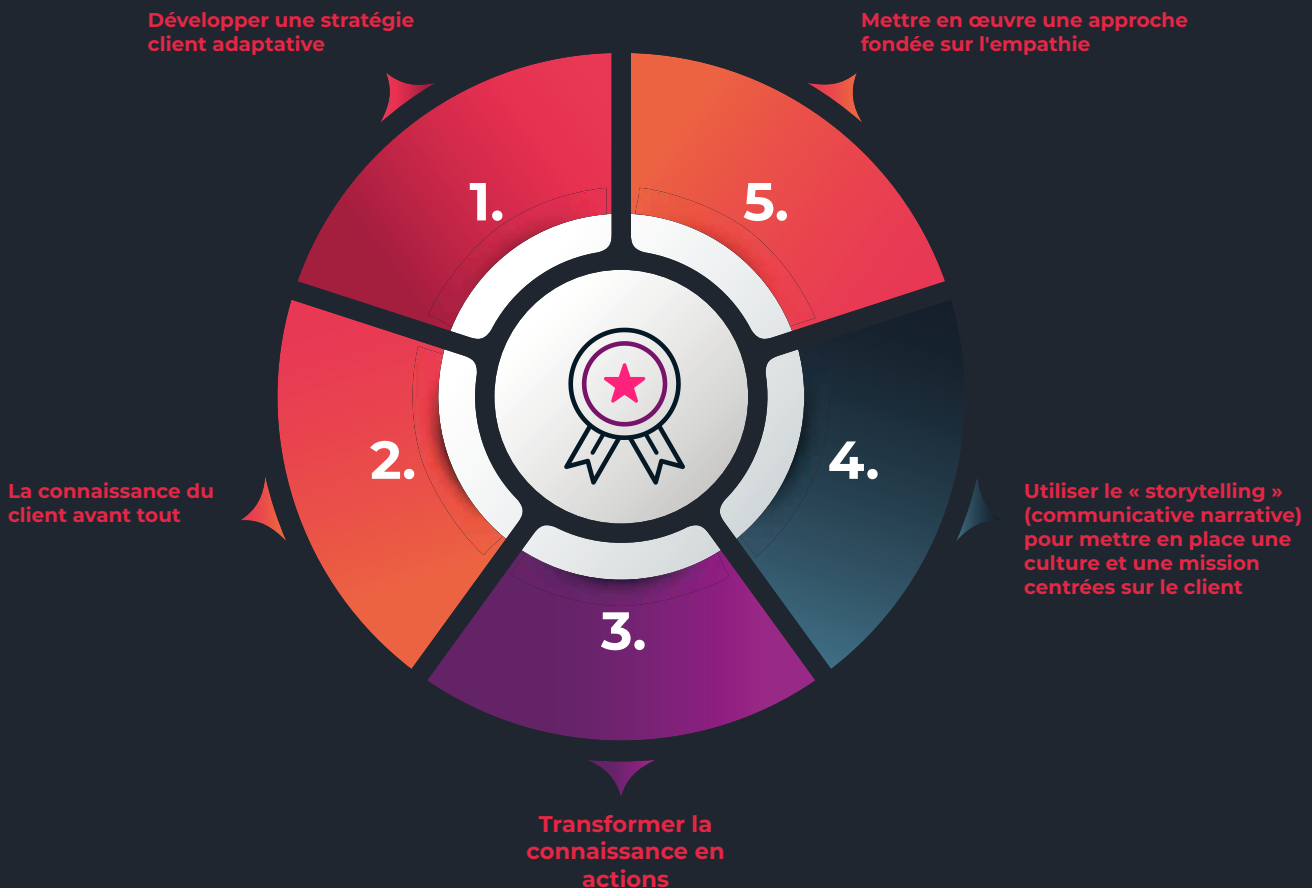 Développer une stratégie
client adaptative
1.
La connaissance du
client avant tout
2.
3.
Transformer la
connaissance en
actions
4.
Utiliser le « storytelling »
(communicative narrative)
pour mettre en place une
culture et une mission
centrées sur le client
5.
Mettre en œuvre une approche
fondée sur l'empathie